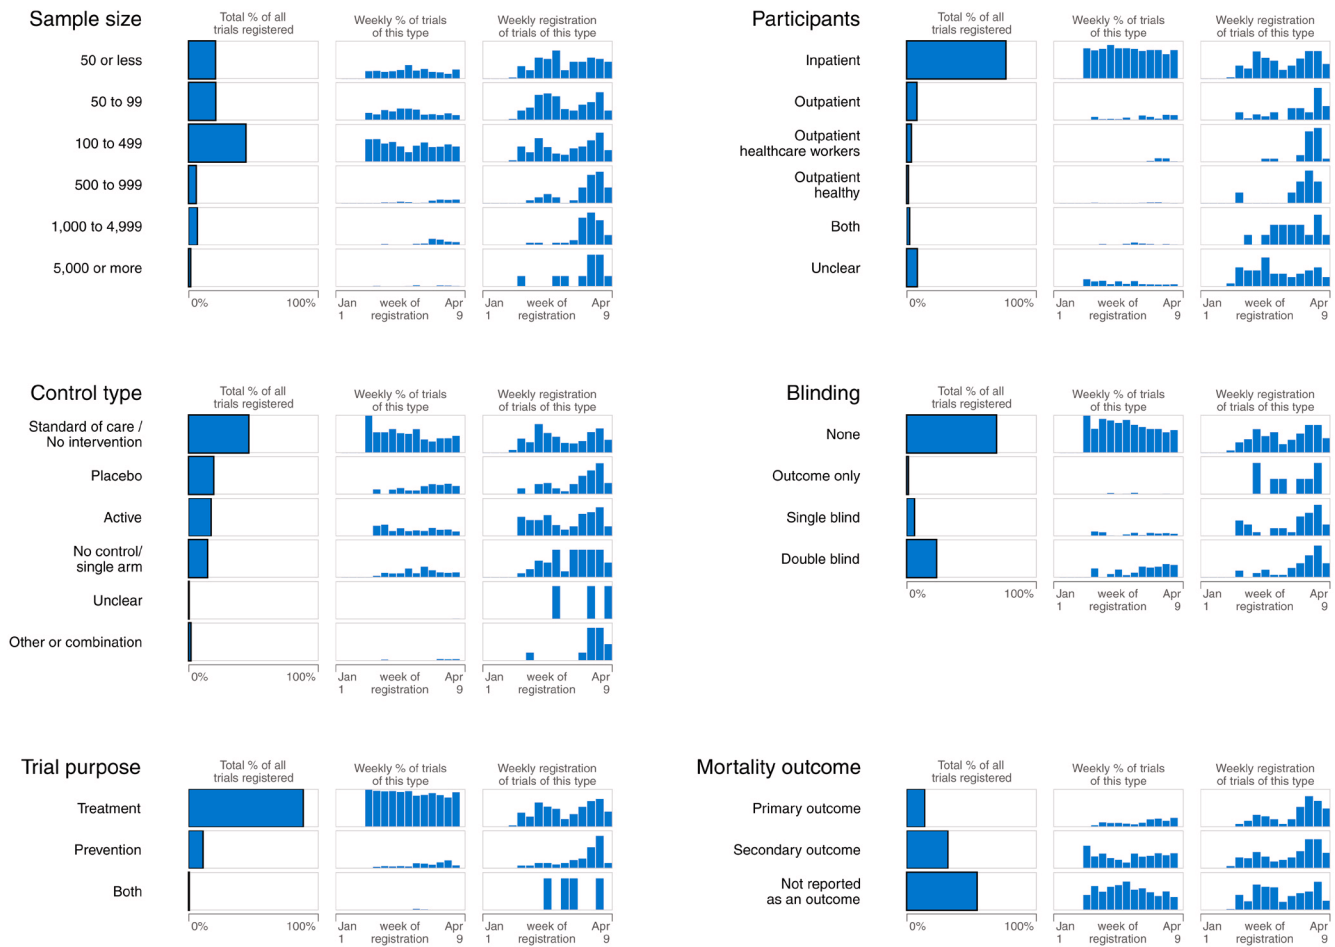 Sample size
Total % of all
trials registered
Weekly % of trials
of this type
Weekly registration
of trials of this type
50 or less
50 to 99
100 to 499
500 to 999
1,000 to 4,999
5,000 or more
0%
100%
Jan
1
week of
registration
Apr
9
Jan
1
week of
registration
Apr
9
Participants
Total % of all
trials registered
Weekly % of trials
of this type
Weekly registration
of trials of this type
Inpatient
Outpatient
Outpatient
healthcare workers
Outpatient
healthy
Both
Unclear
0%
100%
Jan
1
week of
registration
Apr
9
Jan
1
week of
registration
Apr
9
Control type
Total % of all
trials registered
Weekly % of trials
of this type
Weekly registration
of trials of this type
Standard of care /
No intervention
Placebo
Active
No control/
single arm
Unclear
Other or combination
0%
100%
Jan
1
week of
registration
Apr
9
Jan
1
week of
registration
Apr
9
Blinding
Total % of all
trials registered
Weekly % of trials
of this type
Weekly registration
of trials of this type
None
Outcome only
Single blind
Double blind
0%
100%
Jan
1
week of
registration
Apr
9
Jan
1
week of
registration
Apr
9
Trial purpose
Total % of all
trials registered
Weekly % of trials
of this type
Weekly registration
of trials of this type
Treatment
Prevention
Both
0%
100%
Jan
1
week of
registration
Apr
9
Jan
1
week of
registration
Apr
9
Mortality outcome
Total % of all
trials registered
Weekly % of trials
of this type
Weekly registration
of trials of this type
Primary outcome
Secondary outcome
Not reported
as an outcome
0%
100%
Jan
1
week of
registration
Apr
9
Jan
1
week of
registration
Apr
9